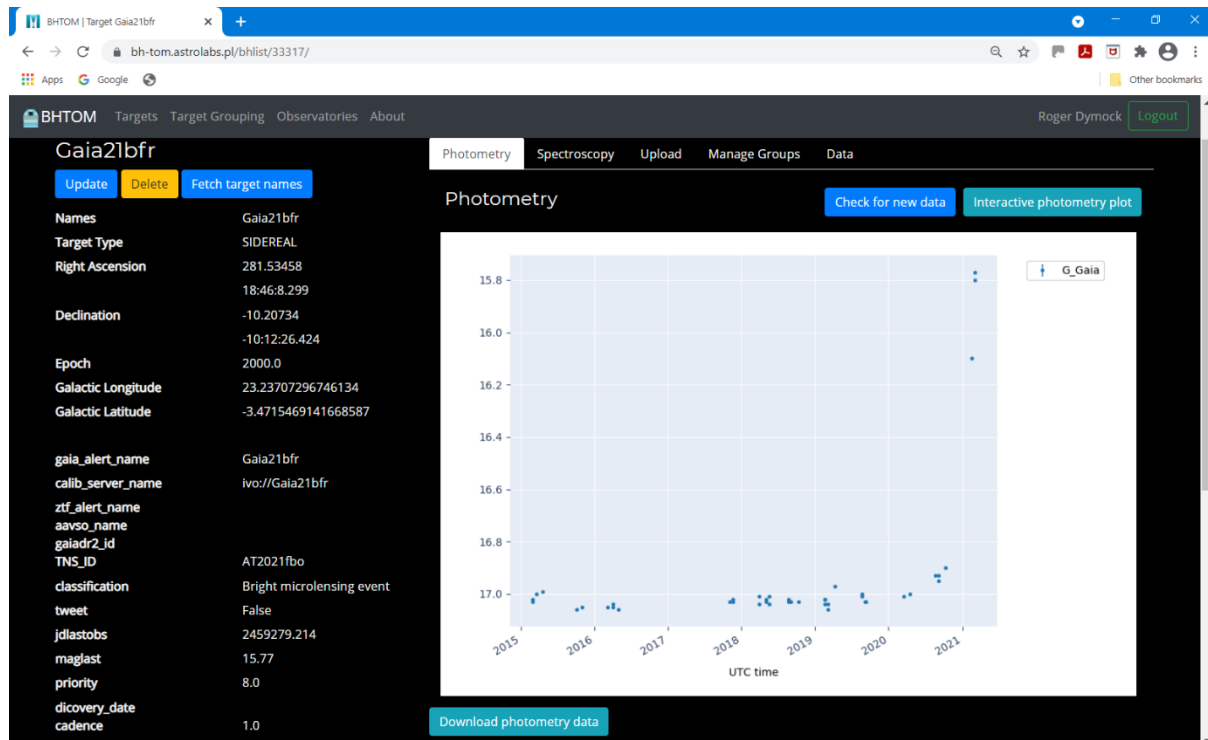 BHTOM | Target Gaia21bfr
bh-tom.astrolabs.pl/bhlist/33317/
Apps Google
Other bookmarks
BHTOM Targets Target Grouping Observatories About Roger Dymock Logout
Gaia21bfr
Update Delete Fetch target names
Names Gaia21bfr
Target Type SIDEREAL
Right Ascension 281.53458
18:46:8.299
Declination -10.20734
-10:12:26.424
Epoch 2000.0
Galactic Longitude 23.23707296746134
Galactic Latitude -3.4715469141668587
gaia_alert_name Gaia21bfr
calib_server_name ivo://Gaia21bfr
ztf_alert_name
aavso_name
gaiadr2_id
TNS_ID AT2021fbo
classification Bright microlensing event
tweet False
jdlastobs 2459279.214
maglast 15.77
priority 8.0
dicovery_date
cadence 1.0
Photometry Spectroscopy Upload Manage Groups Data
Photometry
Check for new data Interactive photometry plot
G_Gaia
15.8
16.0
16.2
16.4
16.6
16.8
17.0
2015 2016 2017 2018 2019 2020 2021
UTC time
Download photometry data